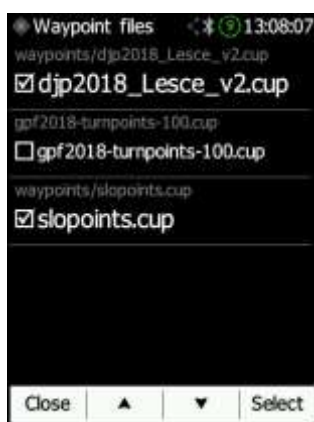 Waypoint files 9 13:08:07
waypoints/djp2018_Lesce_v2.cup
djp2018_Lesce_v2.cup
gpf2018-turnpoints-100.cup
gpf2018-turnpoints-100.cup
waypoints/slopoints.cup
slopoints.cup
Close Select